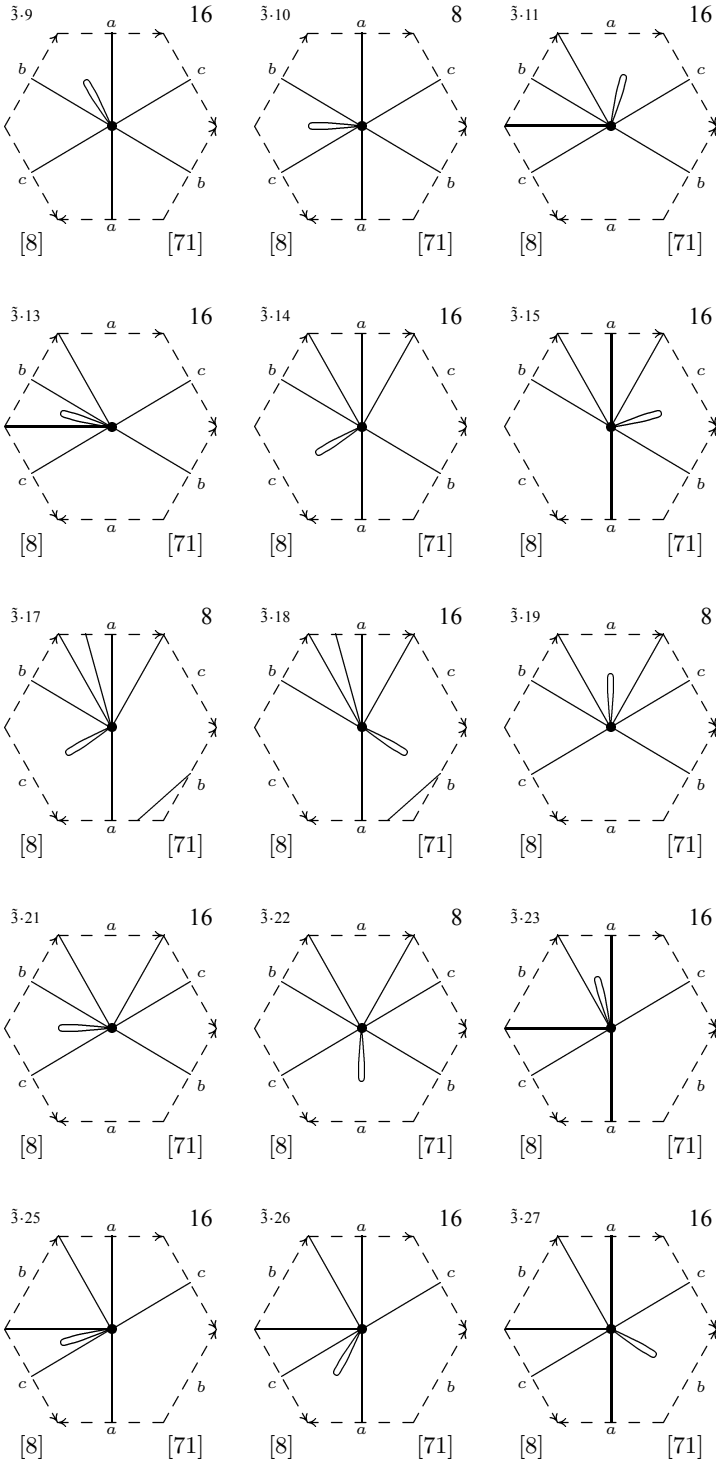 3̃·9 16 3̃·10 8 3̃·11 16
a a a
b c b c b c
c b c b c b
a a a
[8] [71] [8] [71] [8] [71]
3̃·13 16 3̃·14 16 3̃·15 16
a a a
b c b c b c
c b c b c b
a a a
[8] [71] [8] [71] [8] [71]
3̃·17 8 3̃·18 16 3̃·19 8
a a a
b c b c b c
c b c b c b
a a a
[8] [71] [8] [71] [8] [71]
3̃·21 16 3̃·22 8 3̃·23 16
a a a
b c b c b c
c b c b c b
a a a
[8] [71] [8] [71] [8] [71]
3̃·25 16 3̃·26 16 3̃·27 16
a a a
b c b c b c
c b c b c b
a a a
[8] [71] [8] [71] [8] [71]